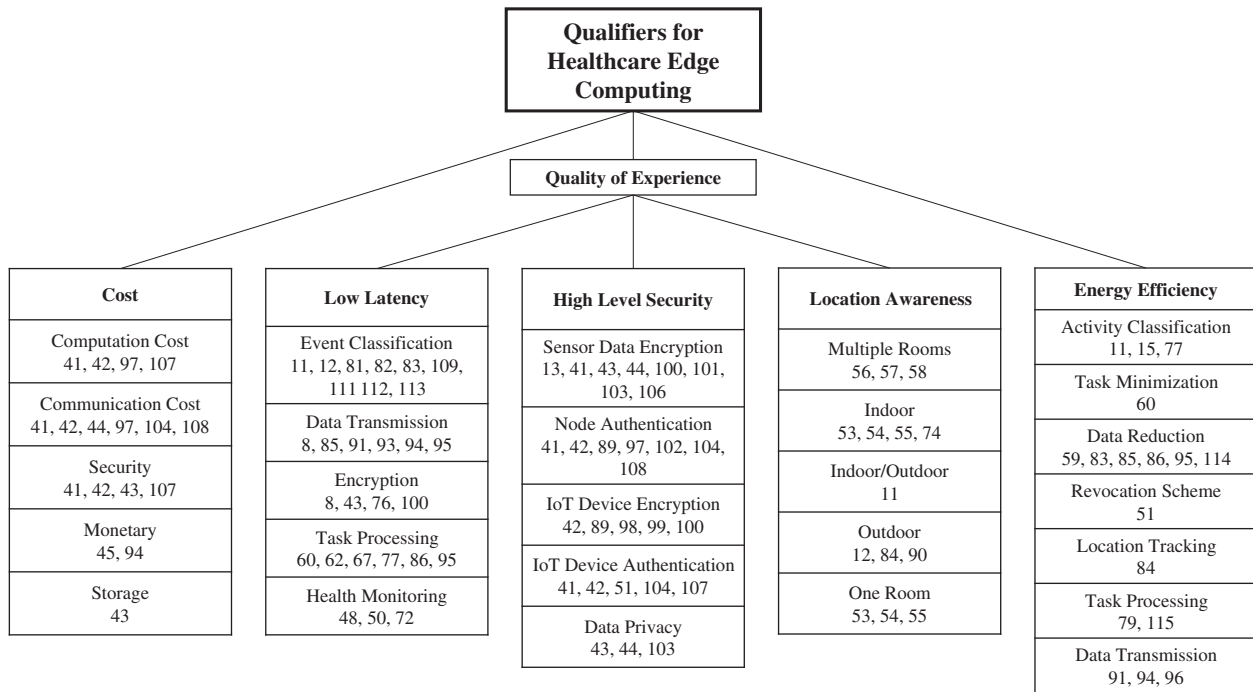 Qualifiers for
Healthcare Edge
Computing
Quality of Experience
Cost
Computation Cost
41, 42, 97, 107
Communication Cost
41, 42, 44, 97, 104, 108
Security
41, 42, 43, 107
Monetary
45, 94
Storage
43
Low Latency
Event Classification
11, 12, 81, 82, 83, 109,
111 112, 113
Data Transmission
8, 85, 91, 93, 94, 95
Encryption
8, 43, 76, 100
Task Processing
60, 62, 67, 77, 86, 95
Health Monitoring
48, 50, 72
High Level Security
Sensor Data Encryption
13, 41, 43, 44, 100, 101,
103, 106
Node Authentication
41, 42, 89, 97, 102, 104,
108
IoT Device Encryption
42, 89, 98, 99, 100
IoT Device Authentication
41, 42, 51, 104, 107
Data Privacy
43, 44, 103
Location Awareness
Multiple Rooms
56, 57, 58
Indoor
53, 54, 55, 74
Indoor/Outdoor
11
Outdoor
12, 84, 90
One Room
53, 54, 55
Energy Efficiency
Activity Classification
11, 15, 77
Task Minimization
60
Data Reduction
59, 83, 85, 86, 95, 114
Revocation Scheme
51
Location Tracking
84
Task Processing
79, 115
Data Transmission
91, 94, 96